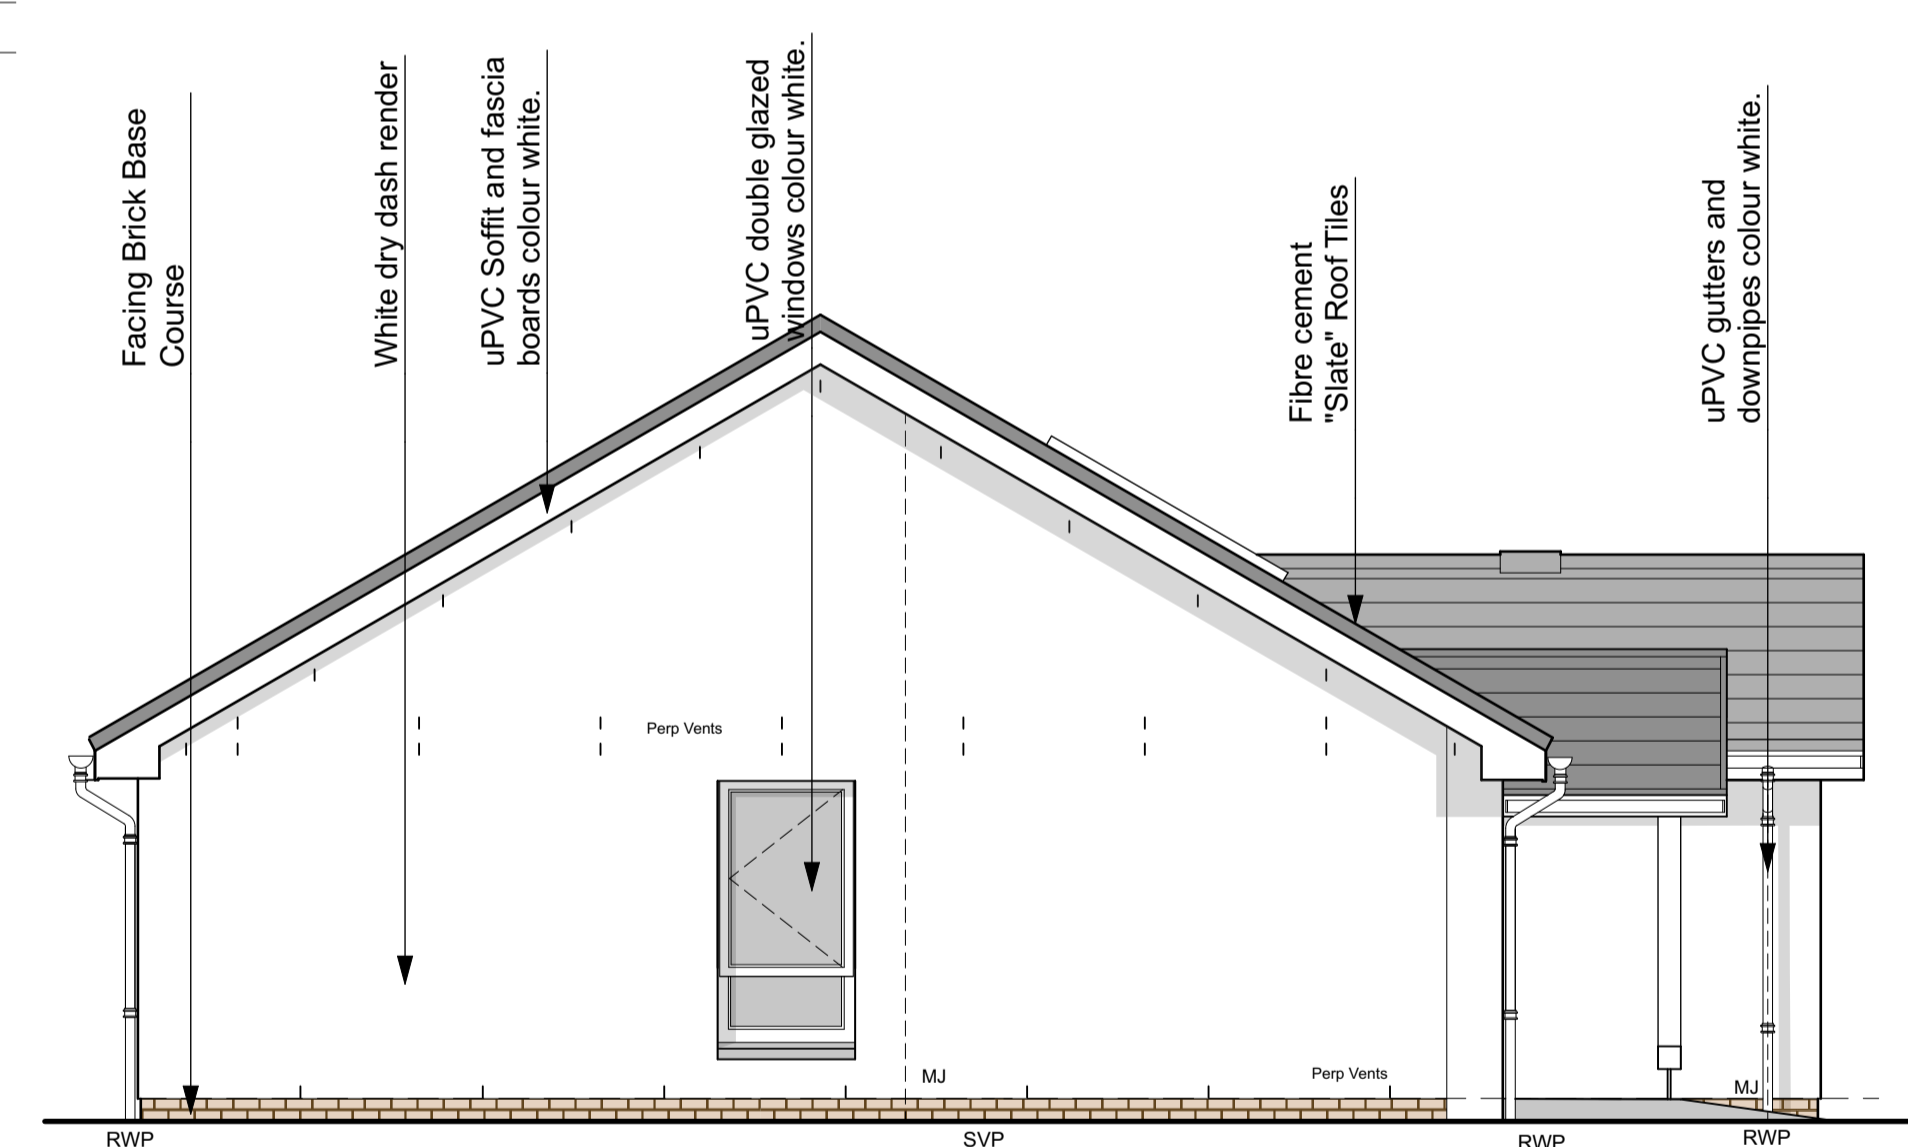 Facing Brick Base
Course
White dry dash render
uPVC Soffit and fascia
boards colour white.
uPVC double glazed
windows colour white.
Fibre cement
"Slate" Roof Tiles
uPVC gutters and
downpipes colour white.
Perp Vents
MJ
Perp Vents
MJ
RWP
SVP
RWP
RWP